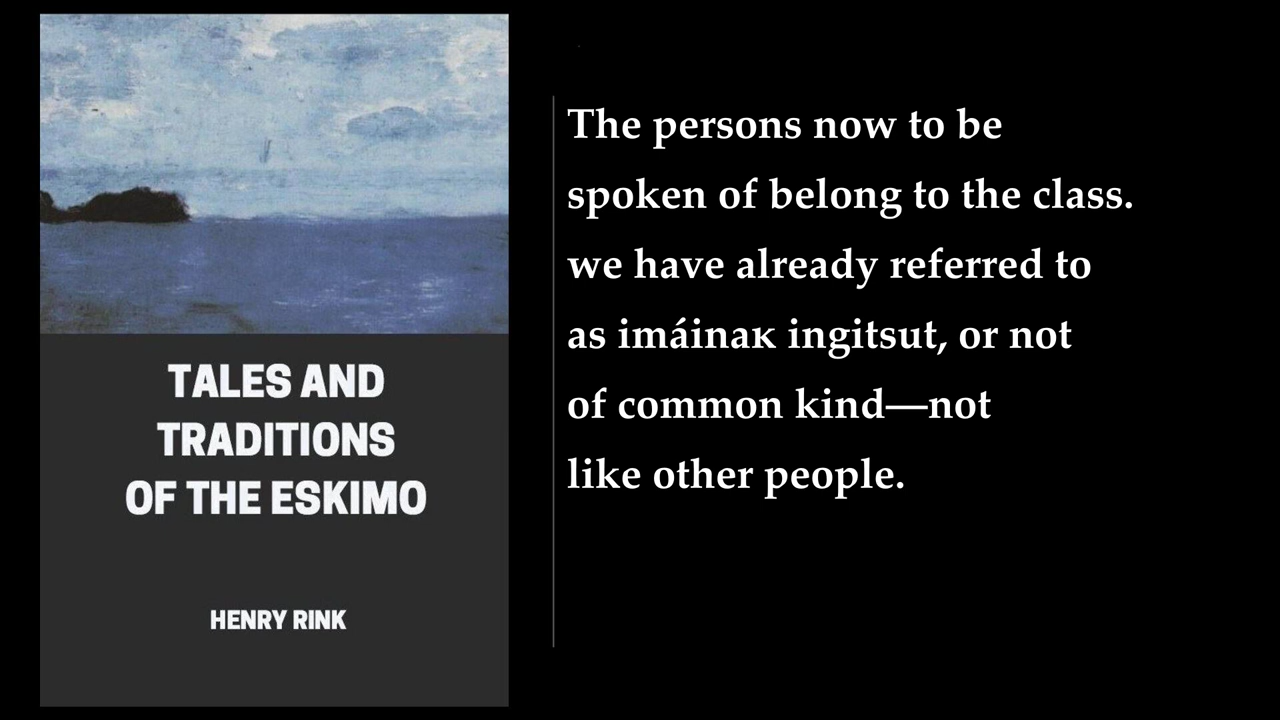 TALES AND
TRADITIONS
OF THE ESKIMO
HENRY RINK
The persons now to be
spoken of belong to the class.
we have already referred to
as imáinaĸ ingitsut, or not
of common kind—not
like other people.